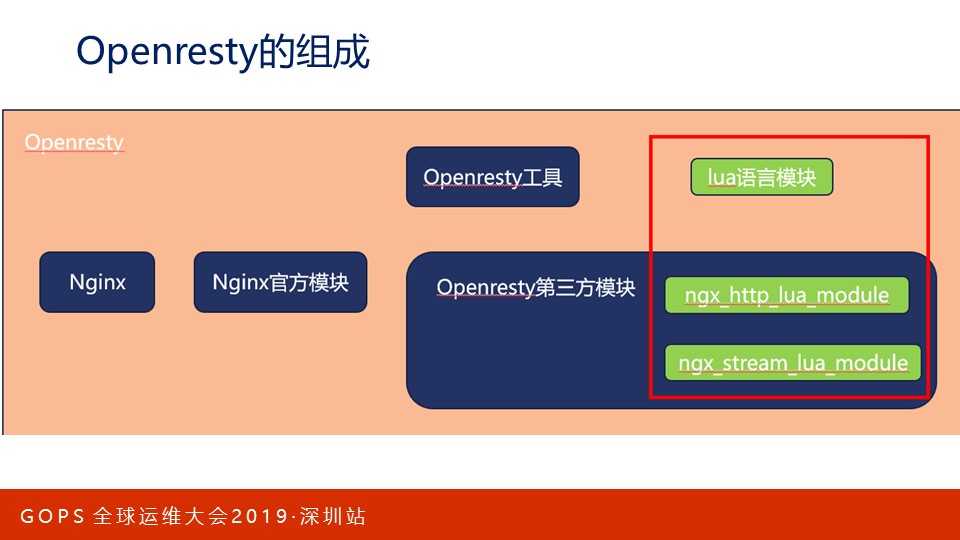 Openresty的组成
Openresty
Openresty工具
lua语言模块
Nginx
Nginx官方模块
Openresty第三方模块
ngx_http_lua_module
ngx_stream_lua_module
GOPS 全球运维大会2019·深圳站